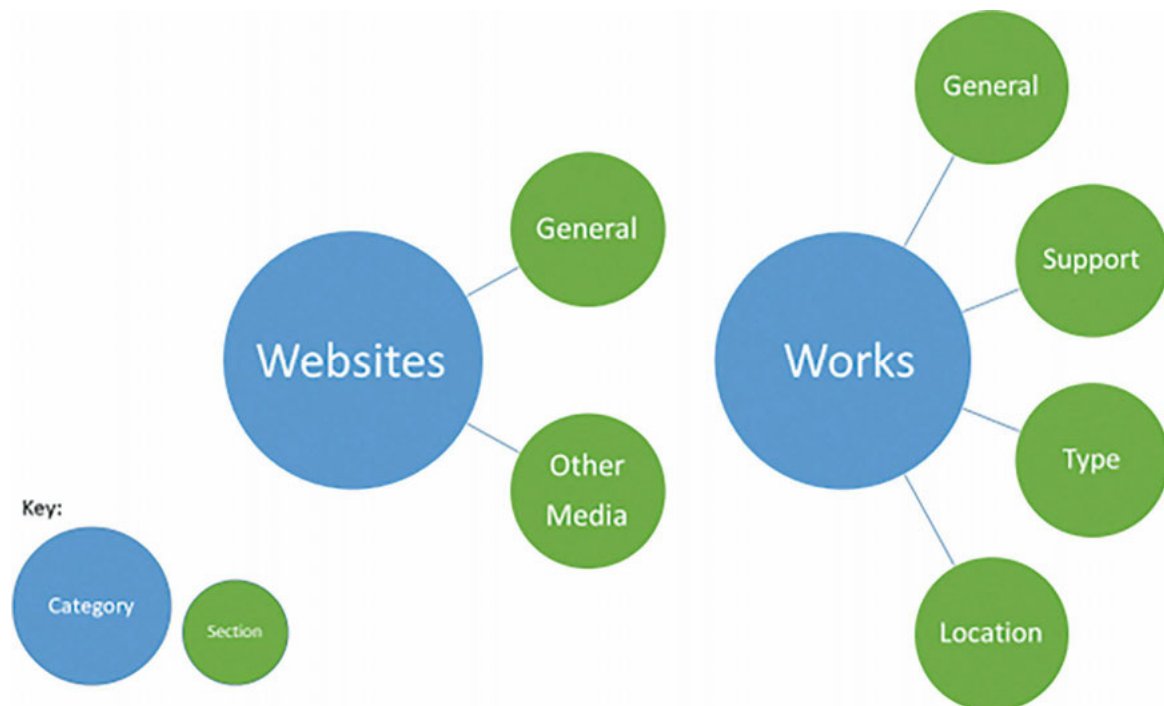 General
Support
General
Websites
Works
Other
Media
Type
Key:
Category
Section
Location